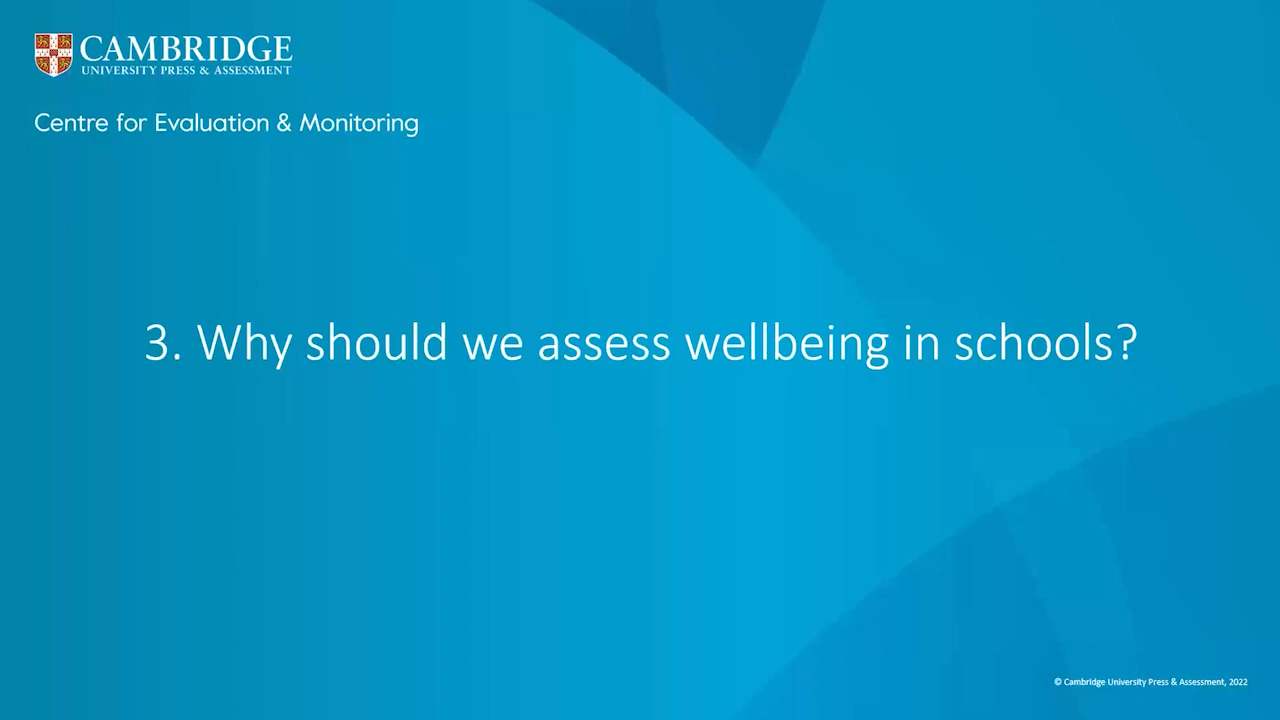 CAMBRIDGE
UNIVERSITY PRESS & ASSESSMENT
Centre for Evaluation & Monitoring
3. Why should we assess wellbeing in schools?
© Cambridge University Press & Assessment, 2022